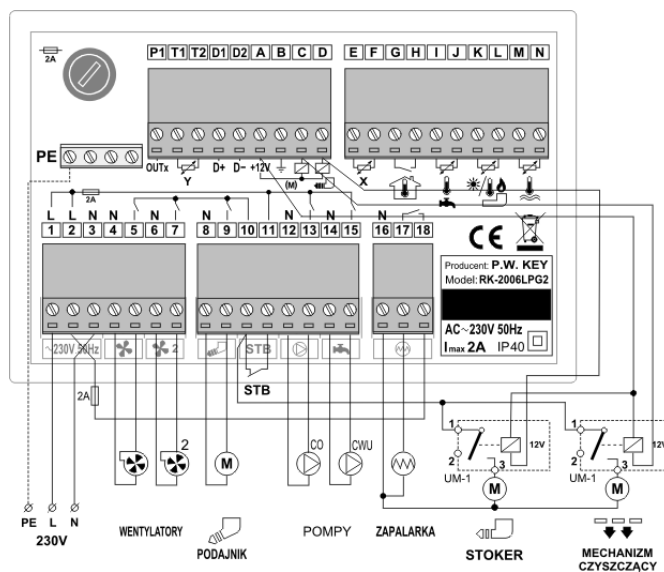 2A
P1 T1 T2 D1 D2 A B C D
E F G H I J K L M N
PE
OUTx
Y
D+ D− +12V
(M)
X
2A
L L N N N N N N N
1 2 3 4 5 6 7
8 9 10 11 12 13 14 15
16 17 18
CE
Producent: P.W. KEY
Model: RK-2006LPG2
AC~230V 50Hz
I max 2A IP40
~230V 50Hz
2
STB
STB
2A
2
M
CO
CWU
1
2
3
12V
UM-1
M
1
2
3
12V
UM-1
M
PE L N
230V
WENTYLATORY
PODAJNIK
POMPY
ZAPALARKA
STOKER
MECHANIZM
CZYSZCZĄCY